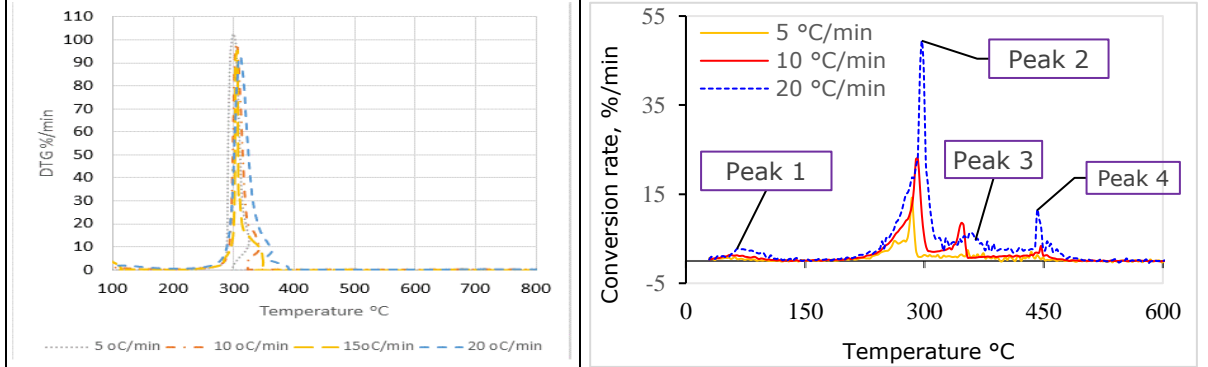 110
100
90
80
70
60
50
40
30
20
10
0
DTG %/min
100 200 300 400 500 600 700 800
Temperature °C
5 oC/min 10 oC/min 15oC/min 20 oC/min
55
35
15
-5
Conversion rate, %/min
5 °C/min
10 °C/min
20 °C/min
Peak 1
Peak 2
Peak 3
Peak 4
0 150 300 450 600
Temperature °C